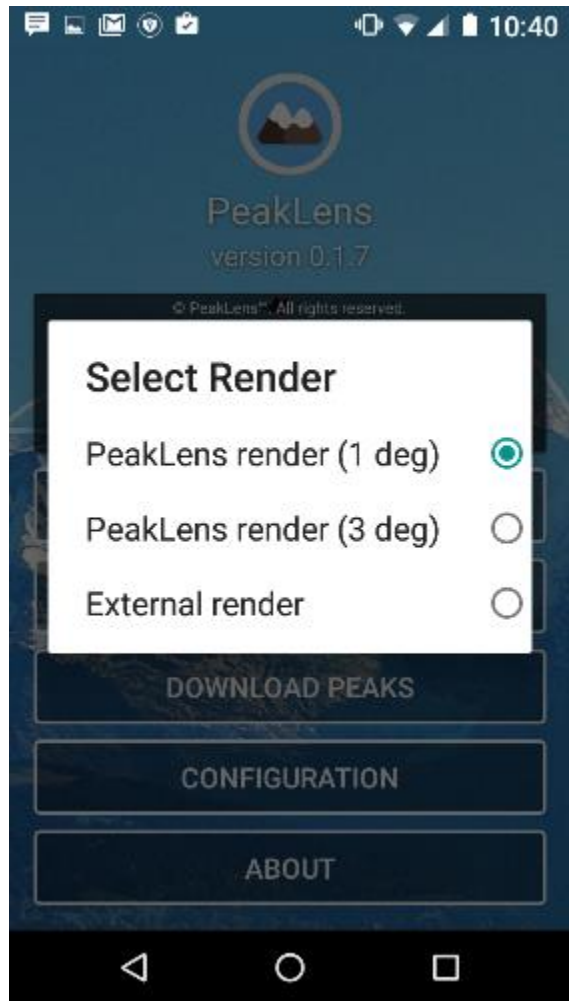 10:40
PeakLens
version 0.1.7
© PeakLens™. All rights reserved.
Select Render
PeakLens render (1 deg)
PeakLens render (3 deg)
External render
DOWNLOAD PEAKS
CONFIGURATION
ABOUT